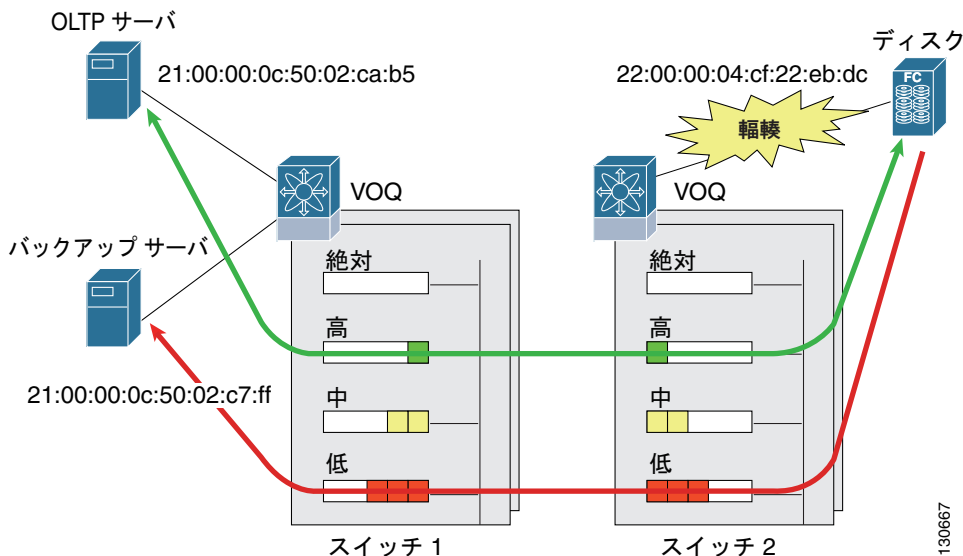 OLTP サーバ
21:00:00:0c:50:02:ca:b5
22:00:00:04:cf:22:eb:dc
ディスク
FC
輻輳
VOQ
VOQ
バックアップ サーバ
21:00:00:0c:50:02:c7:ff
絶対
高
中
低
絶対
高
中
低
スイッチ 1
スイッチ 2
130667